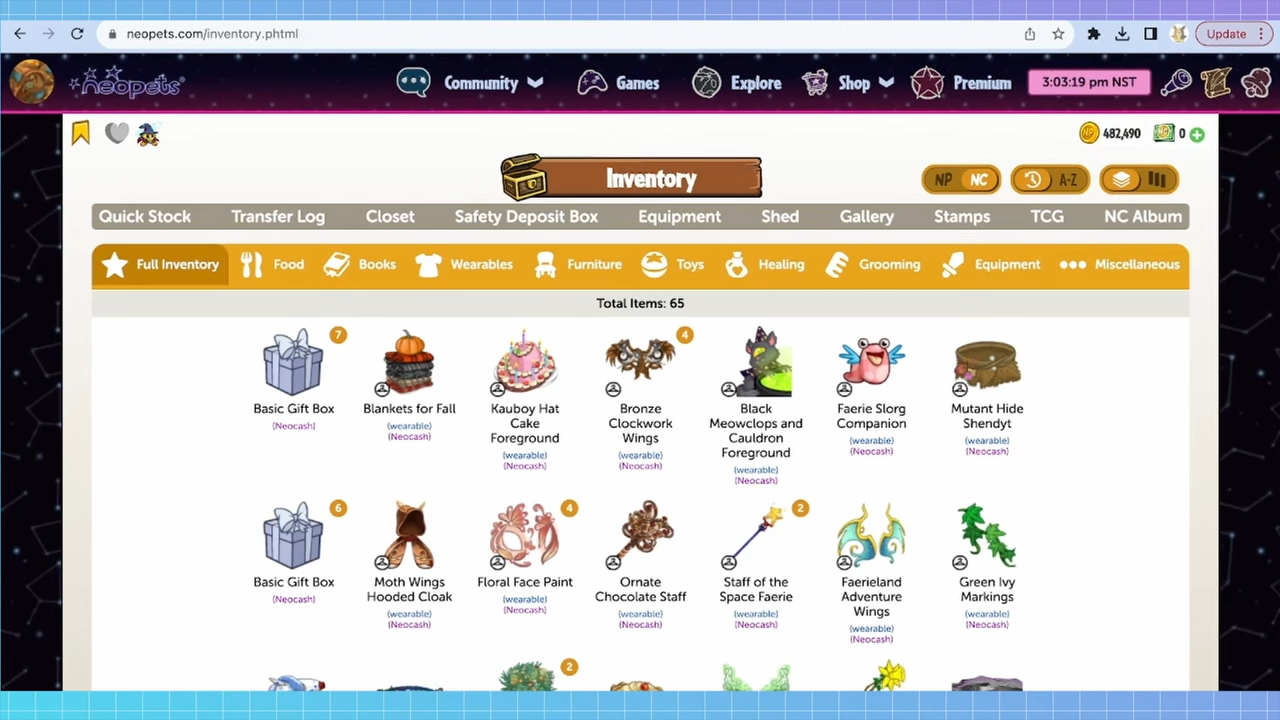 neopets.com/inventory.phtml
Update
neopets
Community
Games
Explore
Shop
Premium
3:03:19 pm NST
482,490
0
Inventory
NP NC
A-Z
Quick Stock Transfer Log Closet Safety Deposit Box Equipment Shed Gallery Stamps TCG NC Album
Full Inventory Food Books Wearables Furniture Toys Healing Grooming Equipment Miscellaneous
Total Items: 65
7
Basic Gift Box
(Neocash)
Blankets for Fall
(wearable)
(Neocash)
Kauboy Hat
Cake
Foreground
(wearable)
(Neocash)
4
Bronze
Clockwork
Wings
(wearable)
(Neocash)
Black
Meowclops and
Cauldron
Foreground
(wearable)
(Neocash)
Faerie Slorg
Companion
(wearable)
(Neocash)
Mutant Hide
Shendyt
(wearable)
(Neocash)
6
Basic Gift Box
(Neocash)
Moth Wings
Hooded Cloak
(wearable)
(Neocash)
4
Floral Face Paint
(wearable)
(Neocash)
Ornate
Chocolate Staff
(wearable)
(Neocash)
2
Staff of the
Space Faerie
(wearable)
(Neocash)
Faerieland
Adventure
Wings
(wearable)
(Neocash)
Green Ivy
Markings
(wearable)
(Neocash)
2